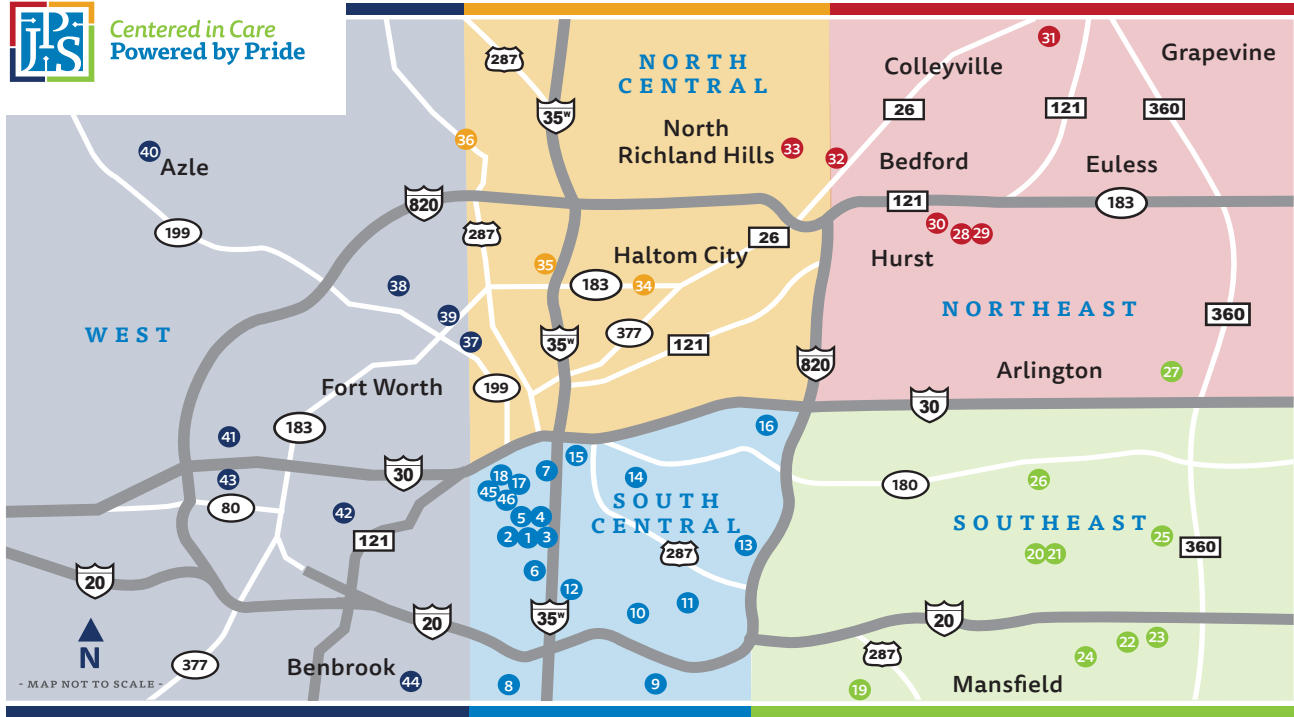 JPS
Centered in Care
Powered by Pride
287
NORTH
CENTRAL
31
Grapevine
Colleyville
26
121
360
35W
North
Richland Hills
33
32
Bedford
Euless
36
40
Azle
820
121
183
199
287
26
30
28
29
Haltom City
Hurst
35
183
34
38
39
37
WEST
377
121
35W
NORTHEAST
360
820
Arlington
27
Fort Worth
199
30
183
41
16
15
30
43
80
42
121
18
17
7
45
46
14
SOUTH
CENTRAL
5
4
2
1
3
13
287
6
12
11
10
35W
180
26
SOUTHEAST
25
360
20
21
20
20
20
N
- MAP NOT TO SCALE -
377
Benbrook
44
8
9
287
24
22
23
19
Mansfield